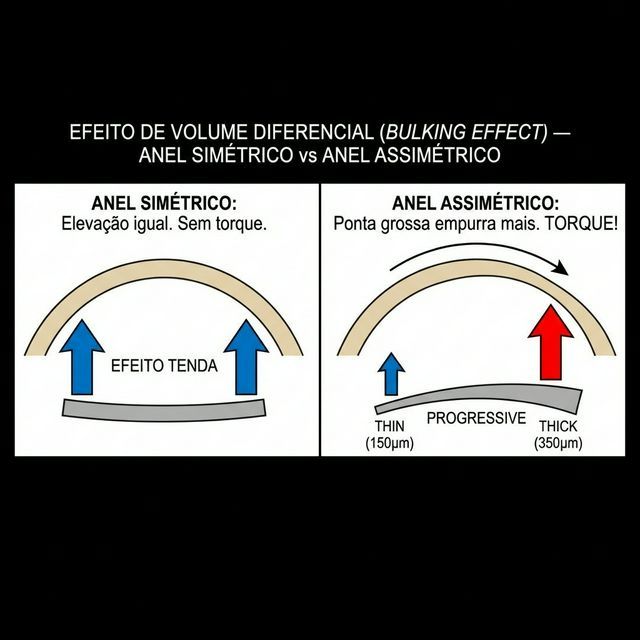 EFEITO DE VOLUME DIFERENCIAL (BULKING EFFECT) —
ANEL SIMÉTRICO vs ANEL ASSIMÉTRICO
ANEL SIMÉTRICO:
Elevação igual. Sem torque.
EFEITO TENDA
ANEL ASSIMÉTRICO:
Ponta grossa empurra mais. TORQUE!
THIN
(150μm)
PROGRESSIVE
THICK
(350μm)